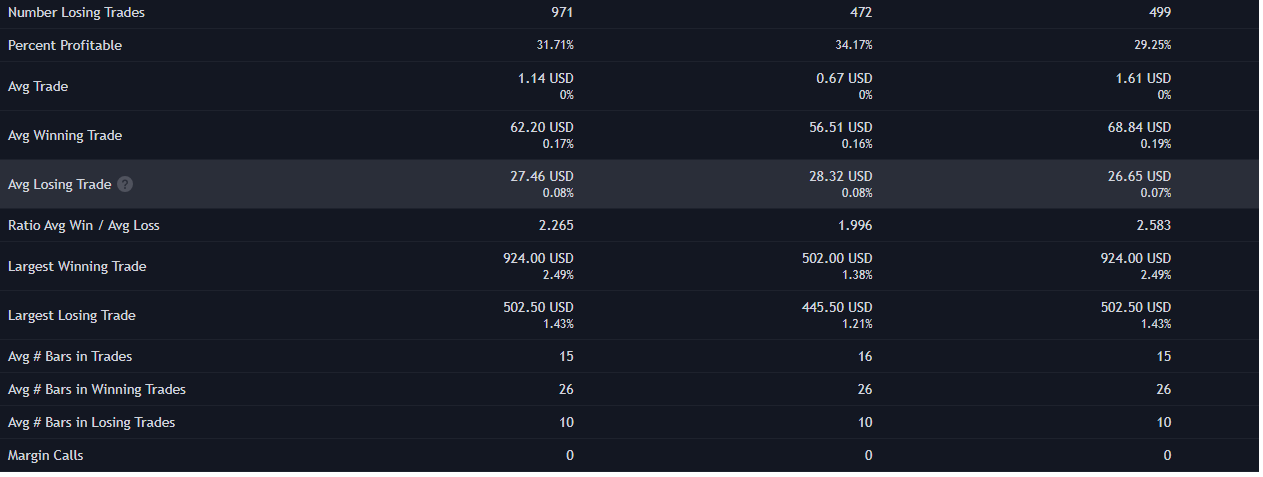 Number Losing Trades 971 472 499
Percent Profitable 31.71% 34.17% 29.25%
Avg Trade 1.14 USD 0.67 USD 1.61 USD
0% 0% 0%
Avg Winning Trade 62.20 USD 56.51 USD 68.84 USD
0.17% 0.16% 0.19%
Avg Losing Trade ? 27.46 USD 28.32 USD 26.65 USD
0.08% 0.08% 0.07%
Ratio Avg Win / Avg Loss 2.265 1.996 2.583
Largest Winning Trade 924.00 USD 502.00 USD 924.00 USD
2.49% 1.38% 2.49%
Largest Losing Trade 502.50 USD 445.50 USD 502.50 USD
1.43% 1.21% 1.43%
Avg # Bars in Trades 15 16 15
Avg # Bars in Winning Trades 26 26 26
Avg # Bars in Losing Trades 10 10 10
Margin Calls 0 0 0